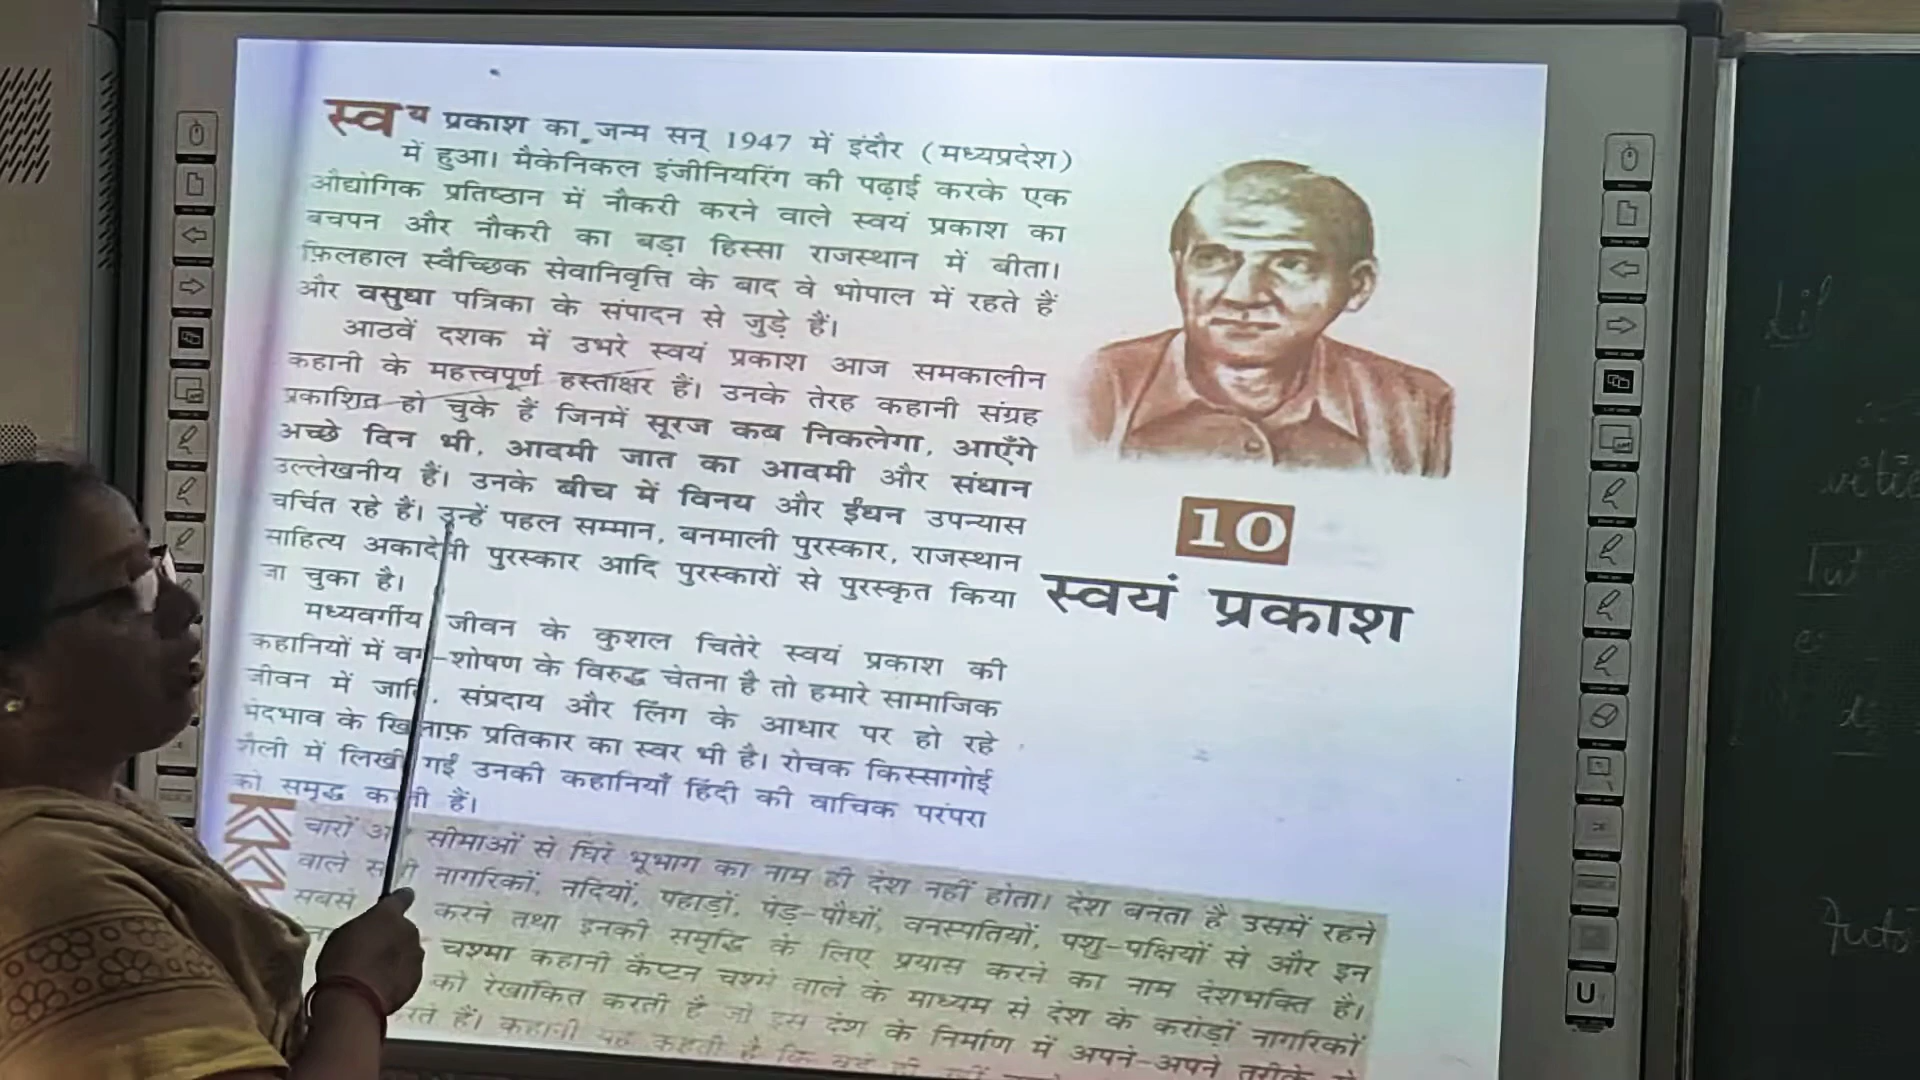 स्वयं प्रकाश का जन्म सन् 1947 में इंदौर (मध्यप्रदेश)
में हुआ। मैकेनिकल इंजीनियरिंग की पढ़ाई करके एक
औद्योगिक प्रतिष्ठान में नौकरी करने वाले स्वयं प्रकाश का
बचपन और नौकरी का बड़ा हिस्सा राजस्थान में बीता।
फ़िलहाल स्वैच्छिक सेवानिवृत्ति के बाद वे भोपाल में रहते हैं
और वसुधा पत्रिका के संपादन से जुड़े हैं।
आठवें दशक में उभरे स्वयं प्रकाश आज समकालीन
कहानी के महत्त्वपूर्ण हस्ताक्षर हैं। उनके तेरह कहानी संग्रह
प्रकाशित हो चुके हैं जिनमें सूरज कब निकलेगा, आएँगे
अच्छे दिन भी, आदमी जात का आदमी और संधान
उल्लेखनीय हैं। उनके बीच में विनय और ईंधन उपन्यास
चर्चित रहे हैं। उन्हें पहल सम्मान, बनमाली पुरस्कार, राजस्थान
साहित्य अकादेमी पुरस्कार आदि पुरस्कारों से पुरस्कृत किया
जा चुका है।
मध्यवर्गीय जीवन के कुशल चितेरे स्वयं प्रकाश की
कहानियों में वर्ग-शोषण के विरुद्ध चेतना है तो हमारे सामाजिक
जीवन में जाति, संप्रदाय और लिंग के आधार पर हो रहे
भेदभाव के खिलाफ़ प्रतिकार का स्वर भी है। रोचक किस्सागोई
शैली में लिखी गईं उनकी कहानियाँ हिंदी की वाचिक परंपरा
को समृद्ध करती हैं।
10
स्वयं प्रकाश
चारों ओर सीमाओं से घिरे भूभाग का नाम ही देश नहीं होता। देश बनता है उसमें रहने
वाले सभी नागरिकों, नदियों, पहाड़ों, पेड़-पौधों, वनस्पतियों, पशु-पक्षियों से और इन
सबसे करने तथा इनकी समृद्धि के लिए प्रयास करने का नाम देशभक्ति है।
चश्मा कहानी कैप्टन चश्मे वाले के माध्यम से देश के करोड़ों नागरिकों
को रेखांकित करती है जो इस देश के निर्माण में अपने-अपने तरीके से
करते हैं। कहानी यह कहती है कि
U